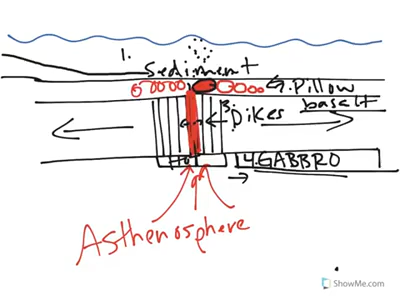 1.
Sediment
2. Pillow
basalt
3. Dikes
4. GABBRO
Asthenosphere
ShowMe.com